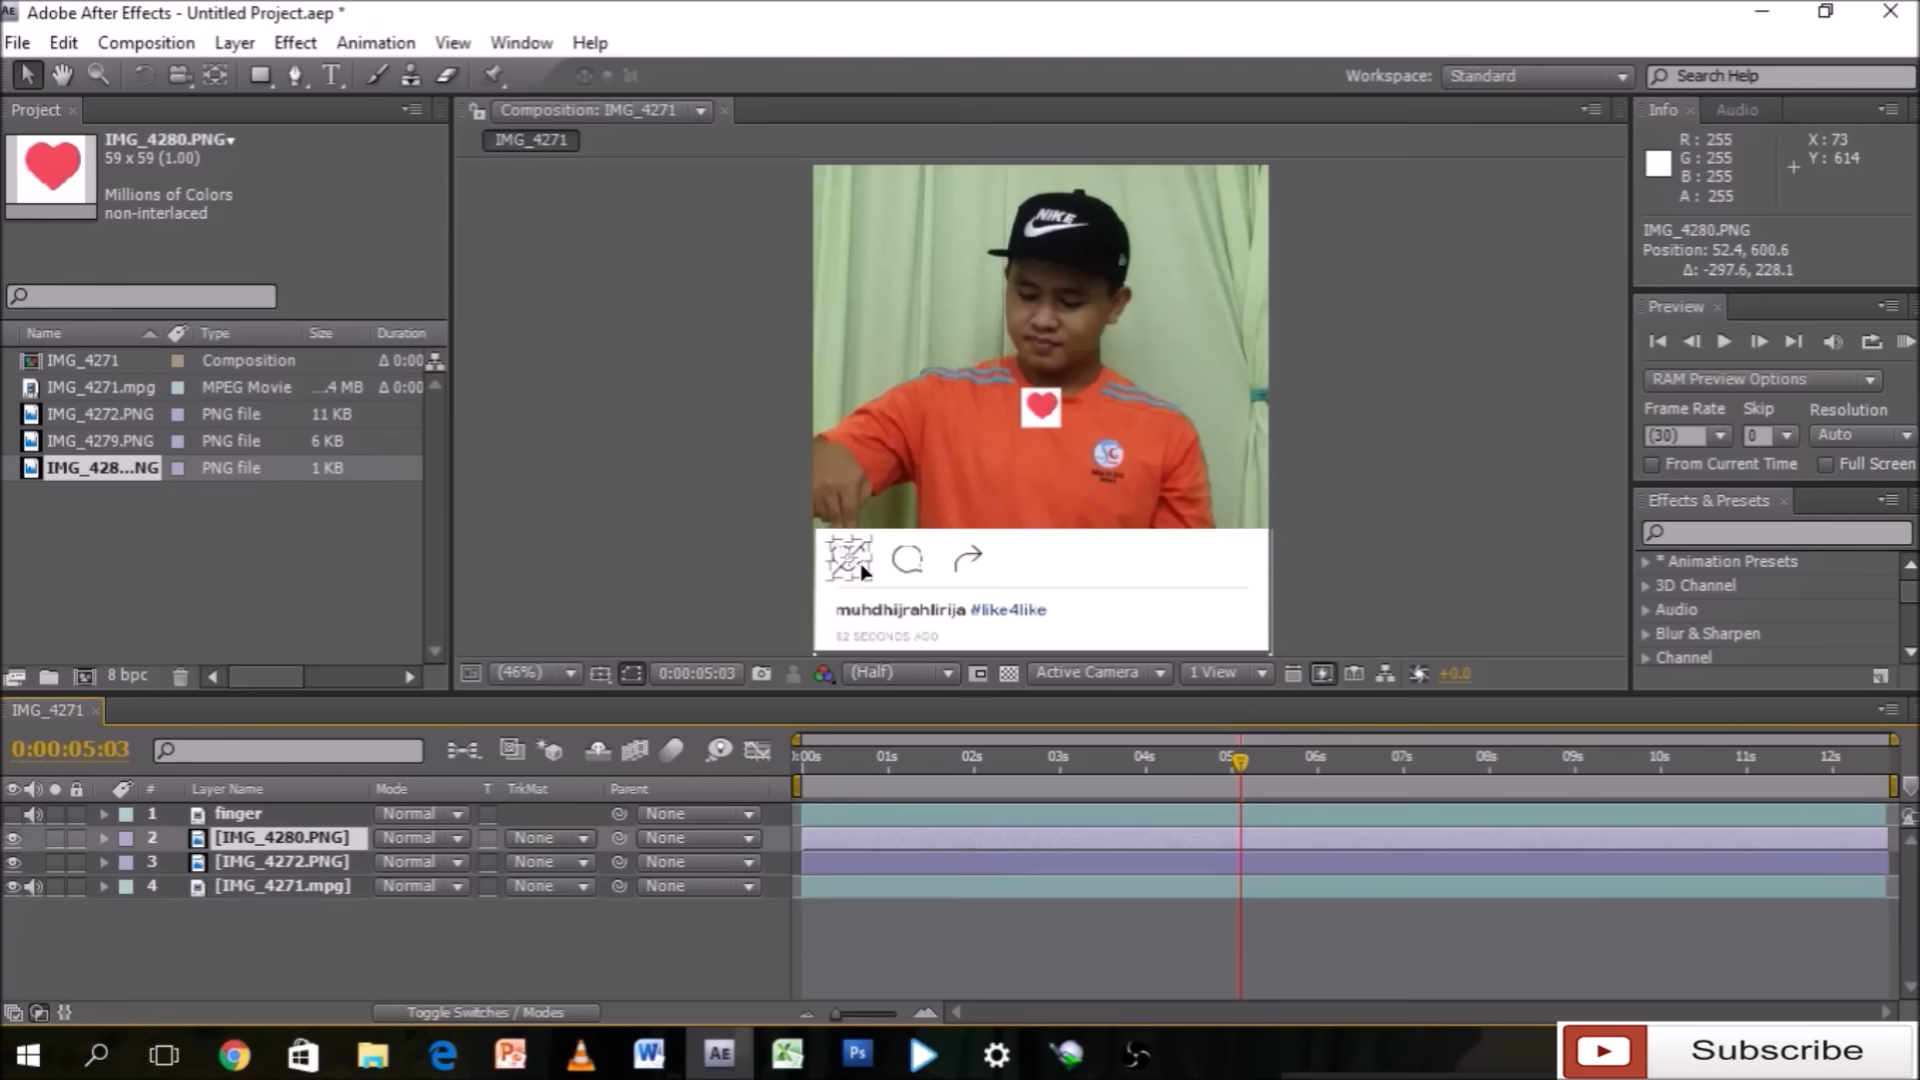 Adobe After Effects - Untitled Project.aep *
File Edit Composition Layer Effect Animation View Window Help
Workspace: Standard Search Help
Project
IMG_4280.PNG▼
59 x 59 (1.00)
Millions of Colors
non-interlaced
Name Type Size Duration
IMG_4271 Composition Δ 0:00
IMG_4271.mpg MPEG Movie ....4 MB Δ 0:00
IMG_4272.PNG PNG file 11 KB
IMG_4279.PNG PNG file 6 KB
IMG_428...NG PNG file 1 KB
8 bpc
Composition: IMG_4271
IMG_4271
NIKE
muhdhijrahlirija #like4like
52 SECONDS AGO
(46%) 0:00:05:03 (Half) Active Camera 1 View +0.0
Info Audio
R: 255 X: 73
G: 255 Y: 614
B: 255
A: 255
IMG_4280.PNG
Position: 52.4, 600.6
Δ: -297.6, 228.1
Preview
RAM Preview Options
Frame Rate Skip Resolution
(30) 0 Auto
From Current Time Full Screen
Effects & Presets
* Animation Presets
3D Channel
Audio
Blur & Sharpen
Channel
IMG_4271
0:00:05:03
):00s 01s 02s 03s 04s 05 06s 07s 08s 09s 10s 11s 12s
# Layer Name Mode T TrkMat Parent
1 finger Normal None
2 [IMG_4280.PNG] Normal None None
3 [IMG_4272.PNG] Normal None None
4 [IMG_4271.mpg] Normal None None
Toggle Switches / Modes
AE Ps
Subscribe